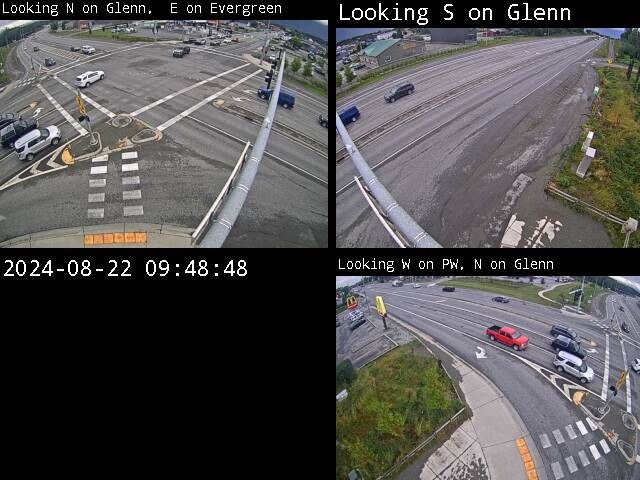 Looking N on Glenn,  E on Evergreen
Looking S on Glenn
2024-08-22 09:48:48
Looking W on PW, N on Glenn